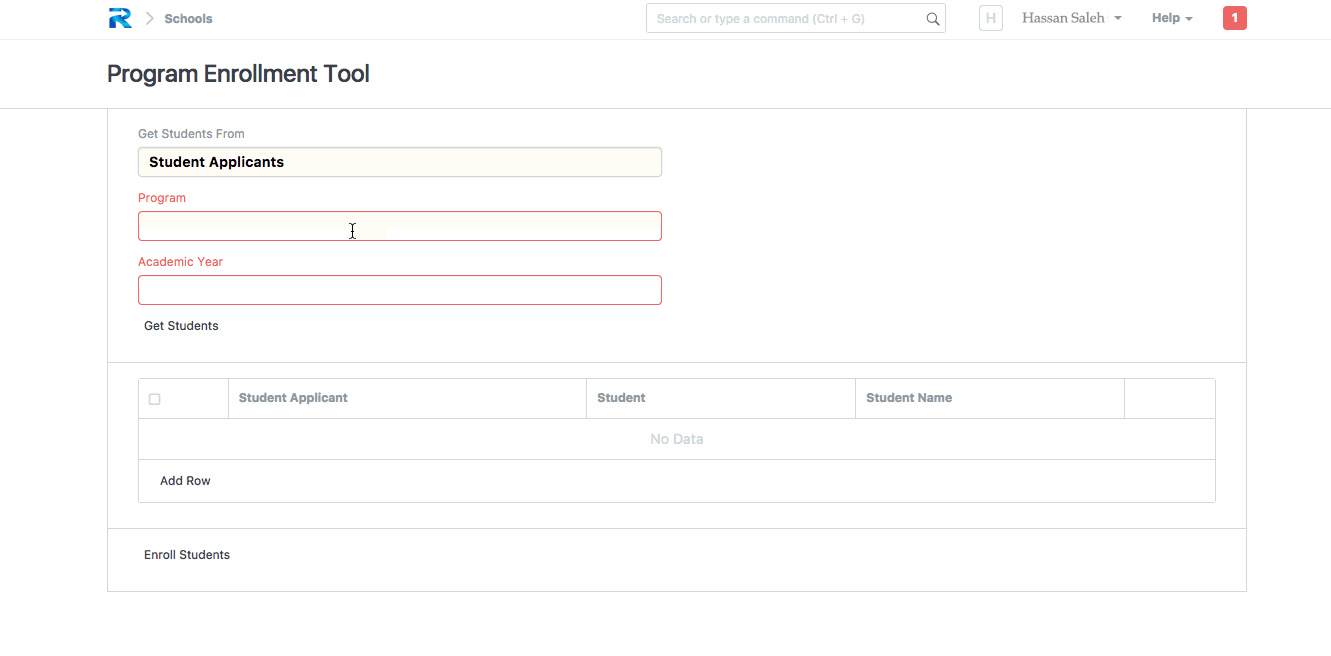 Schools
Search or type a command (Ctrl + G)
H
Hassan Saleh
Help
1
Program Enrollment Tool
Get Students From
Student Applicants
Program
Academic Year
Get Students
Student Applicant
Student
Student Name
No Data
Add Row
Enroll Students